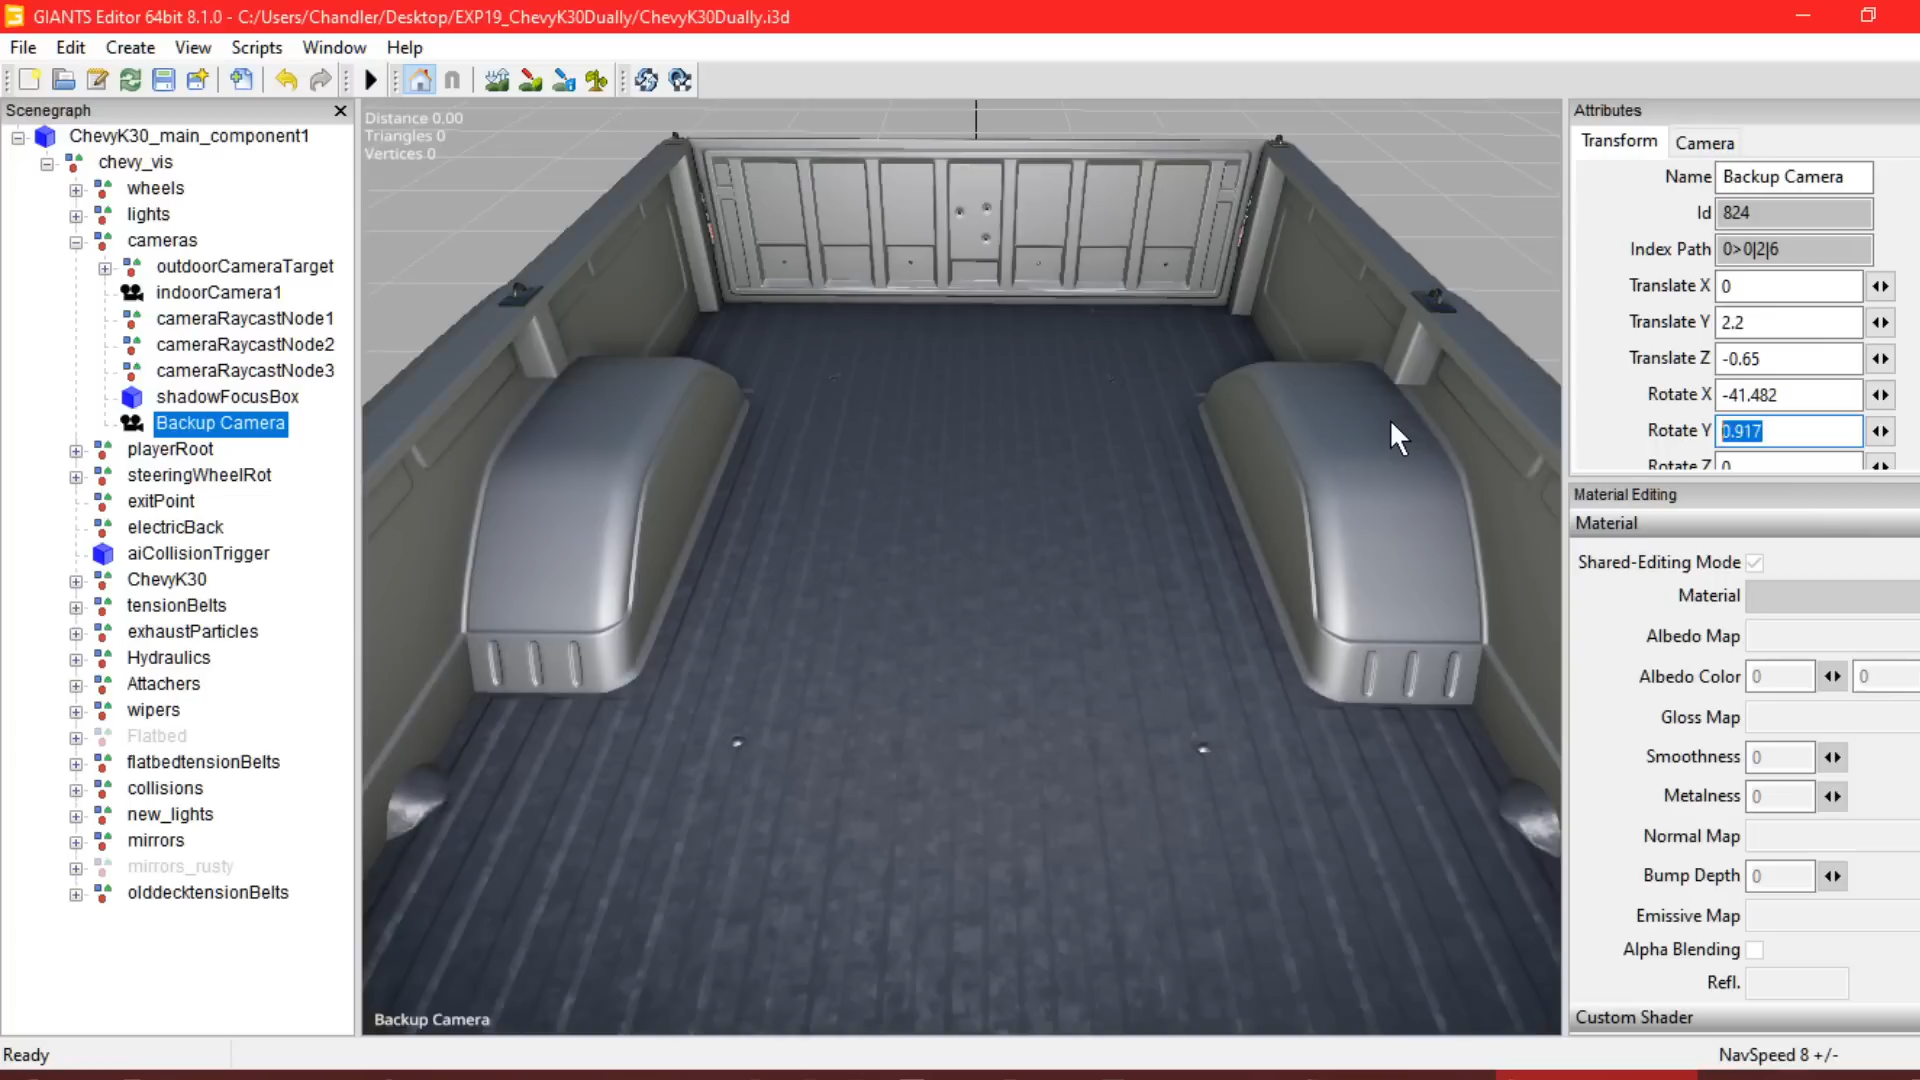 GIANTS Editor 64bit 8.1.0 - C:/Users/Chandler/Desktop/EXP19_ChevyK30Dually/ChevyK30Dually.i3d
File Edit Create View Scripts Window Help
Scenegraph
ChevyK30_main_component1
chevy_vis
wheels
lights
cameras
outdoorCameraTarget
indoorCamera1
cameraRaycastNode1
cameraRaycastNode2
cameraRaycastNode3
shadowFocusBox
Backup Camera
playerRoot
steeringWheelRot
exitPoint
electricBack
aiCollisionTrigger
ChevyK30
tensionBelts
exhaustParticles
Hydraulics
Attachers
wipers
Flatbed
flatbedtensionBelts
collisions
new_lights
mirrors
mirrors_rusty
olddecktensionBelts
Distance 0.00
Triangles 0
Vertices 0
Backup Camera
Attributes
Transform Camera
Name Backup Camera
Id 824
Index Path 0>0|2|6
Translate X 0
Translate Y 2.2
Translate Z -0.65
Rotate X -41.482
Rotate Y 0.917
Rotate Z 0
Material Editing
Material
Shared-Editing Mode
Material
Albedo Map
Albedo Color 0 0
Gloss Map
Smoothness 0
Metalness 0
Normal Map
Bump Depth 0
Emissive Map
Alpha Blending
Refl.
Custom Shader
Ready
NavSpeed 8 +/-